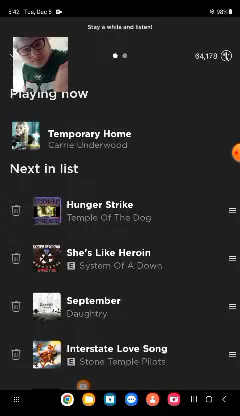 5:42 Tue, Dec 5
98%
Stay a while and listen!
64,178
Playing now
Temporary Home
Carrie Underwood
Next in list
Hunger Strike
Temple Of The Dog
She's Like Heroin
E System Of A Down
September
Daughtry
Interstate Love Song
E Stone Temple Pilots